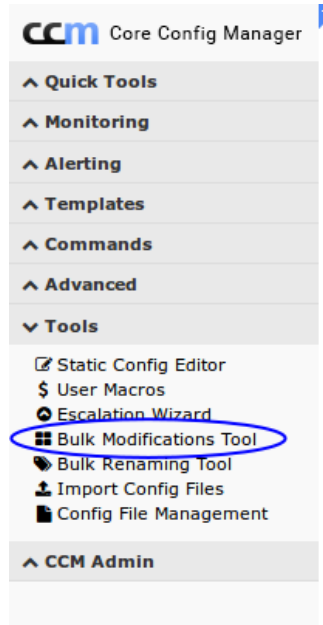 ccm Core Config Manager
Quick Tools
Monitoring
Alerting
Templates
Commands
Advanced
Tools
Static Config Editor
$ User Macros
Escalation Wizard
Bulk Modifications Tool
Bulk Renaming Tool
Import Config Files
Config File Management
CCM Admin